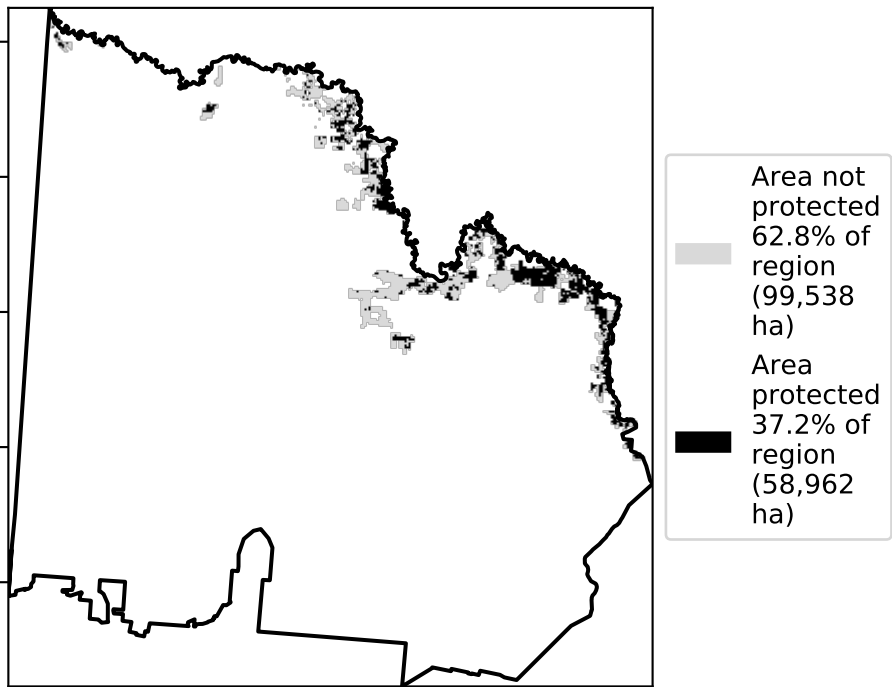 Area not
protected
62.8% of
region
(99,538
ha)
Area
protected
37.2% of
region
(58,962
ha)